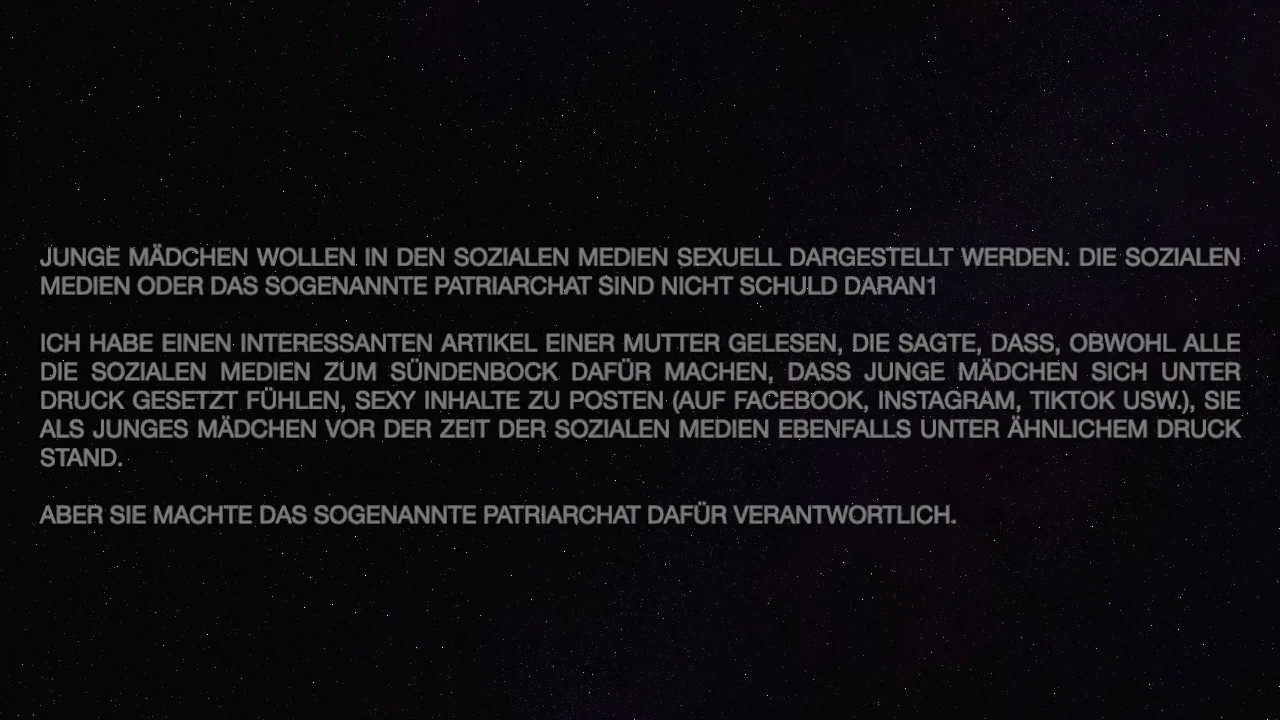 JUNGE MÄDCHEN WOLLEN IN DEN SOZIALEN MEDIEN SEXUELL DARGESTELLT WERDEN. DIE SOZIALEN
MEDIEN ODER DAS SOGENANNTE PATRIARCHAT SIND NICHT SCHULD DARAN1
ICH HABE EINEN INTERESSANTEN ARTIKEL EINER MUTTER GELESEN, DIE SAGTE, DASS, OBWOHL ALLE
DIE SOZIALEN MEDIEN ZUM SÜNDENBOCK DAFÜR MACHEN, DASS JUNGE MÄDCHEN SICH UNTER
DRUCK GESETZT FÜHLEN, SEXY INHALTE ZU POSTEN (AUF FACEBOOK, INSTAGRAM, TIKTOK USW.), SIE
ALS JUNGES MÄDCHEN VOR DER ZEIT DER SOZIALEN MEDIEN EBENFALLS UNTER ÄHNLICHEM DRUCK
STAND.
ABER SIE MACHTE DAS SOGENANNTE PATRIARCHAT DAFÜR VERANTWORTLICH.